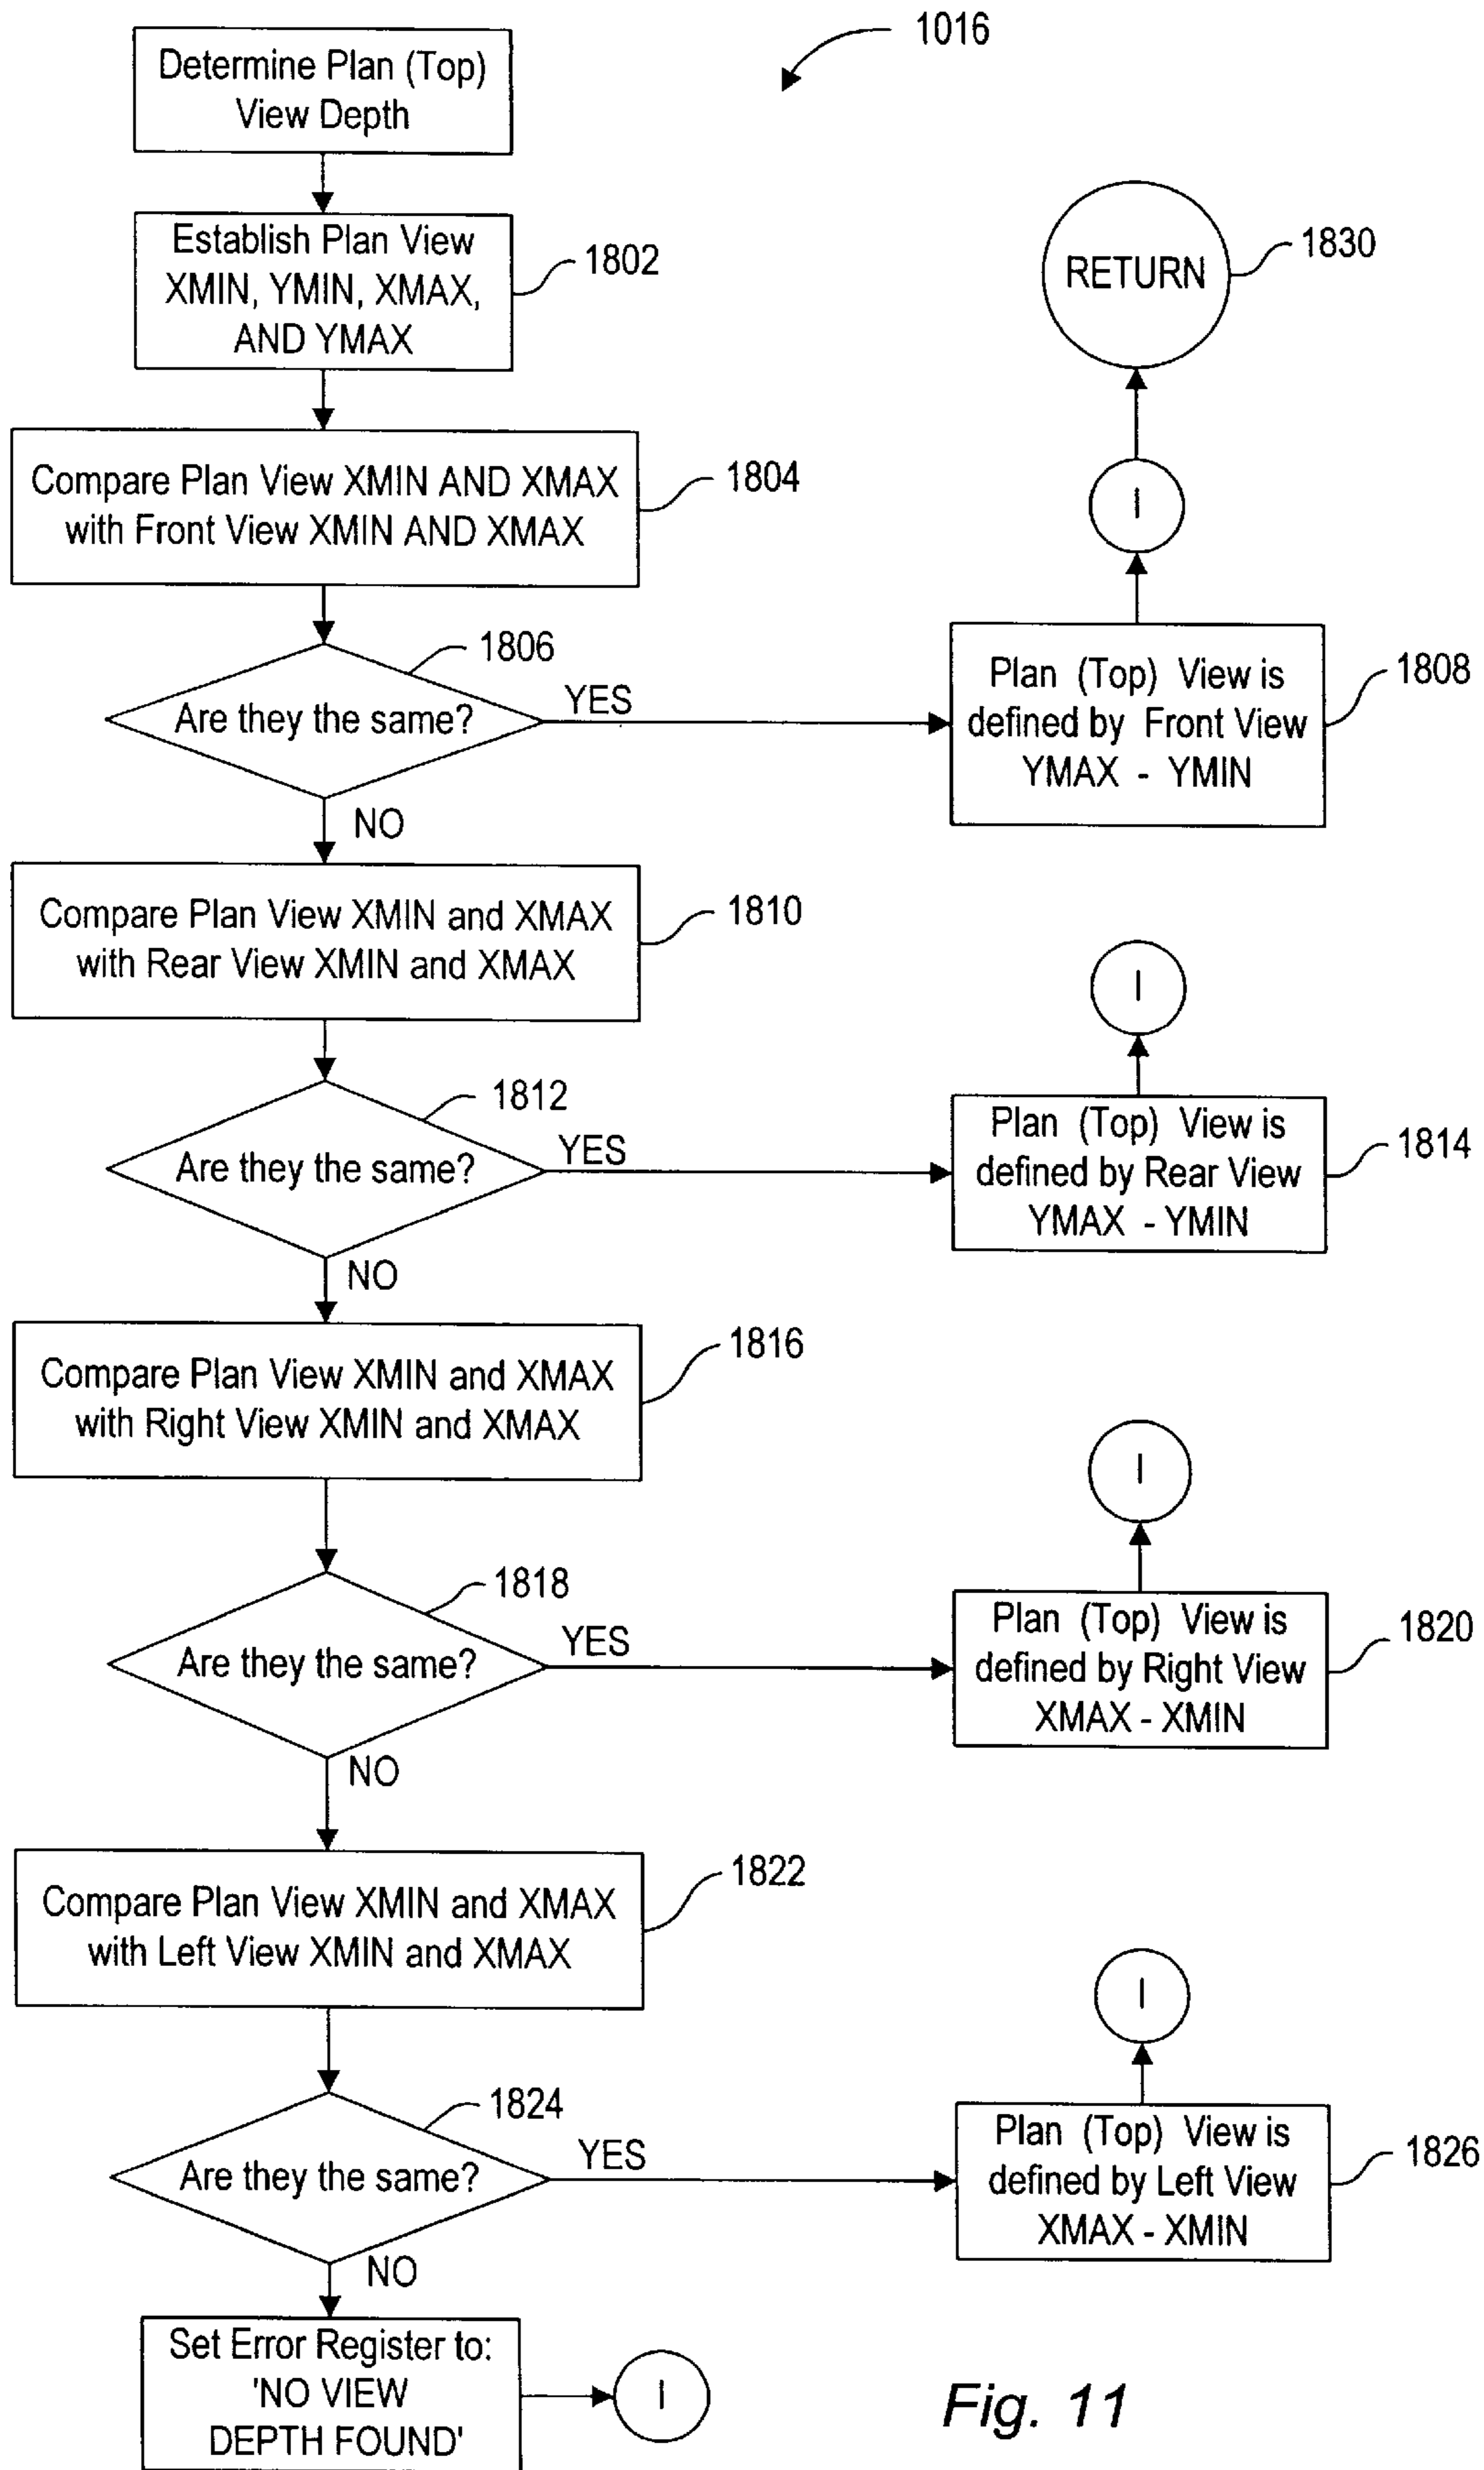 1016
Determine Plan (Top)
View Depth
Establish Plan View
XMIN, YMIN, XMAX,
AND YMAX
1802
RETURN
1830
Compare Plan View XMIN AND XMAX
with Front View XMIN AND XMAX
1804
I
Are they the same?
1806
YES
NO
Plan (Top) View is
defined by Front View
YMAX - YMIN
1808
Compare Plan View XMIN and XMAX
with Rear View XMIN and XMAX
1810
I
Are they the same?
1812
YES
NO
Plan (Top) View is
defined by Rear View
YMAX - YMIN
1814
Compare Plan View XMIN and XMAX
with Right View XMIN and XMAX
1816
I
Are they the same?
1818
YES
NO
Plan (Top) View is
defined by Right View
XMAX - XMIN
1820
Compare Plan View XMIN and XMAX
with Left View XMIN and XMAX
1822
I
Are they the same?
1824
YES
NO
Plan (Top) View is
defined by Left View
XMAX - XMIN
1826
Set Error Register to:
'NO VIEW
DEPTH FOUND'
I
Fig. 11